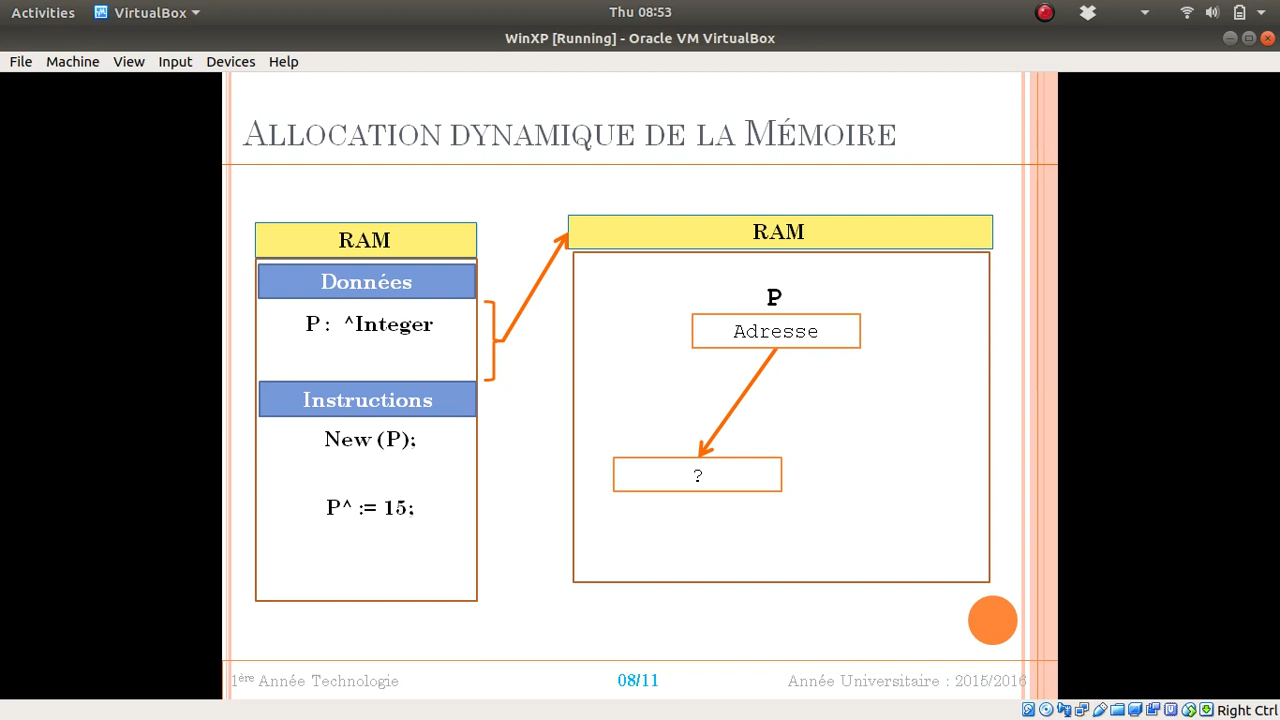 Activities VirtualBox Thu 08:53
WinXP [Running] - Oracle VM VirtualBox
File Machine View Input Devices Help
Allocation dynamique de la Mémoire
RAM
Données
P : ^Integer
Instructions
New (P);
P^ := 15;
RAM
P
Adresse
?
1ère Année Technologie 08/11 Année Universitaire : 2015/2016
Right Ctrl